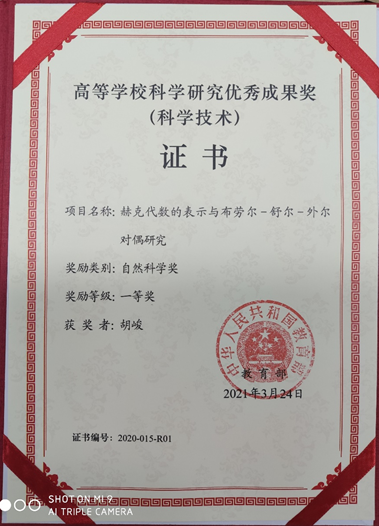 高等学校科学研究优秀成果奖
(科学技术)
证书
项目名称: 赫克代数的表示与布劳尔-舒尔-外尔
对偶研究
奖励类别: 自然科学奖
奖励等级: 一等奖
获奖者: 胡峻
中华人民共和国教育部
教育部
2021年3月24日
证书编号: 2020-015-R01
SHOT ON MI 9
AI TRIPLE CAMERA